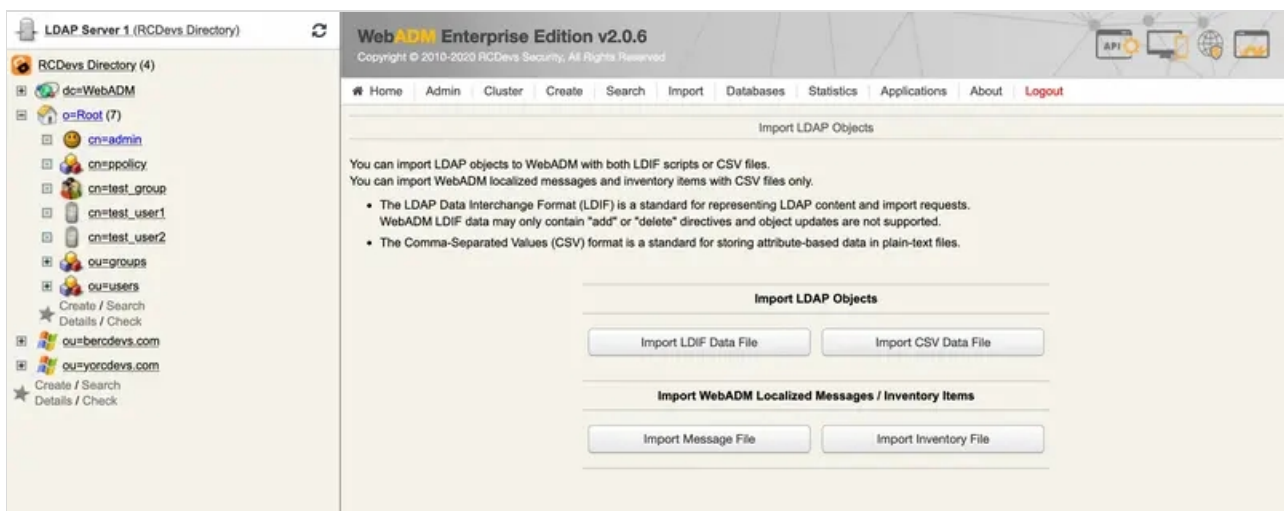 LDAP Server 1 (RCDevs Directory)
RCDevs Directory (4)
dc=WebADM
o=Root (7)
cn=admin
cn=ppolicy
cn=test_group
cn=test_user1
cn=test_user2
ou=groups
ou=users
Create / Search
Details / Check
ou=bercdevs.com
ou=yorcdevs.com
Create / Search
Details / Check
WebADM Enterprise Edition v2.0.6
Copyright © 2010-2020 RCDevs Security, All Rights Reserved
API
Home Admin Cluster Create Search Import Databases Statistics Applications About Logout
Import LDAP Objects
You can import LDAP objects to WebADM with both LDIF scripts or CSV files.
You can import WebADM localized messages and inventory items with CSV files only.
• The LDAP Data Interchange Format (LDIF) is a standard for representing LDAP content and import requests.
WebADM LDIF data may only contain "add" or "delete" directives and object updates are not supported.
• The Comma-Separated Values (CSV) format is a standard for storing attribute-based data in plain-text files.
Import LDAP Objects
Import LDIF Data File Import CSV Data File
Import WebADM Localized Messages / Inventory Items
Import Message File Import Inventory File